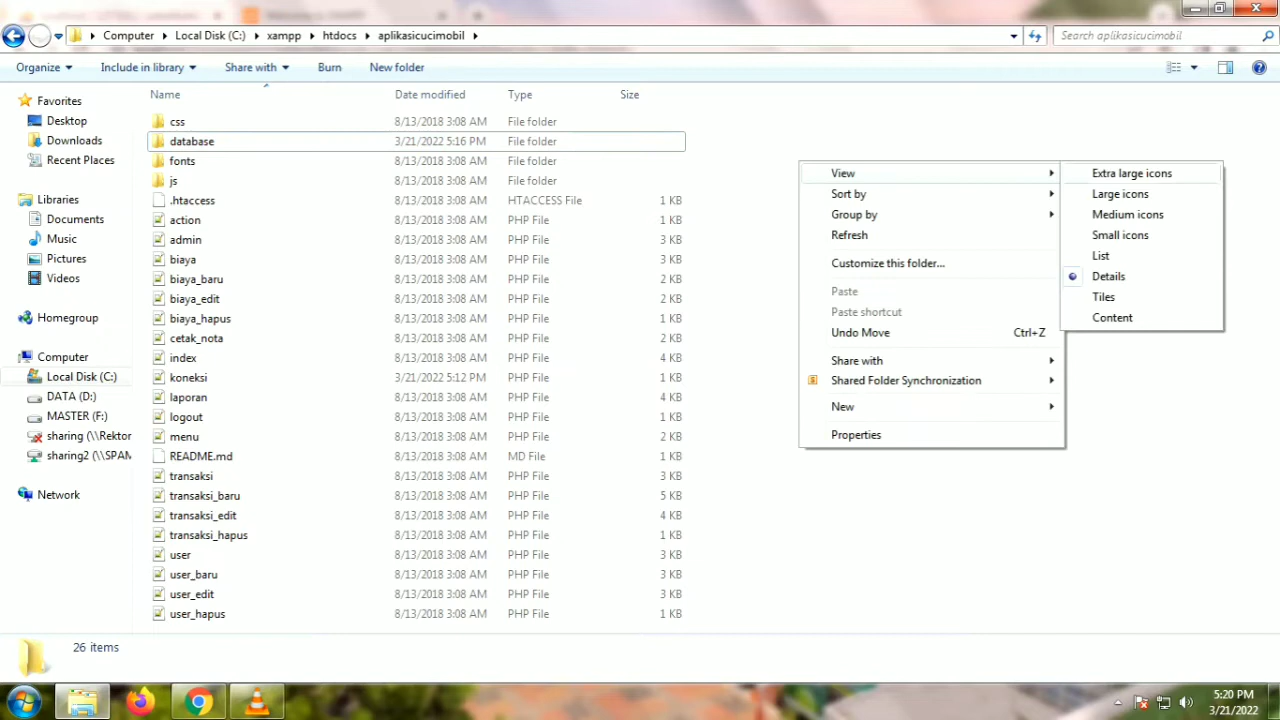 Computer Local Disk (C:) xampp htdocs aplikasicucimobil Search aplikasicucimobil
Organize Include in library Share with Burn New folder
Name Date modified Type Size
Favorites
Desktop
Downloads
Recent Places
Libraries
Documents
Music
Pictures
Videos
Homegroup
Computer
Local Disk (C:)
DATA (D:)
MASTER (F:)
sharing (\\Rektor
sharing2 (\\SPAM
Network
css 8/13/2018 3:08 AM File folder
database 3/21/2022 5:16 PM File folder
fonts 8/13/2018 3:08 AM File folder
js 8/13/2018 3:08 AM File folder
.htaccess 8/13/2018 3:08 AM HTACCESS File 1 KB
action 8/13/2018 3:08 AM PHP File 1 KB
admin 8/13/2018 3:08 AM PHP File 3 KB
biaya 8/13/2018 3:08 AM PHP File 3 KB
biaya_baru 8/13/2018 3:08 AM PHP File 2 KB
biaya_edit 8/13/2018 3:08 AM PHP File 2 KB
biaya_hapus 8/13/2018 3:08 AM PHP File 1 KB
cetak_nota 8/13/2018 3:08 AM PHP File 2 KB
index 8/13/2018 3:08 AM PHP File 4 KB
koneksi 3/21/2022 5:12 PM PHP File 1 KB
laporan 8/13/2018 3:08 AM PHP File 4 KB
logout 8/13/2018 3:08 AM PHP File 1 KB
menu 8/13/2018 3:08 AM PHP File 2 KB
README.md 8/13/2018 3:08 AM MD File 1 KB
transaksi 8/13/2018 3:08 AM PHP File 4 KB
transaksi_baru 8/13/2018 3:08 AM PHP File 5 KB
transaksi_edit 8/13/2018 3:08 AM PHP File 4 KB
transaksi_hapus 8/13/2018 3:08 AM PHP File 1 KB
user 8/13/2018 3:08 AM PHP File 3 KB
user_baru 8/13/2018 3:08 AM PHP File 3 KB
user_edit 8/13/2018 3:08 AM PHP File 3 KB
user_hapus 8/13/2018 3:08 AM PHP File 1 KB
View
Sort by
Group by
Refresh
Customize this folder...
Paste
Paste shortcut
Undo Move Ctrl+Z
Share with
Shared Folder Synchronization
New
Properties
Extra large icons
Large icons
Medium icons
Small icons
List
Details
Tiles
Content
26 items
5:20 PM
3/21/2022